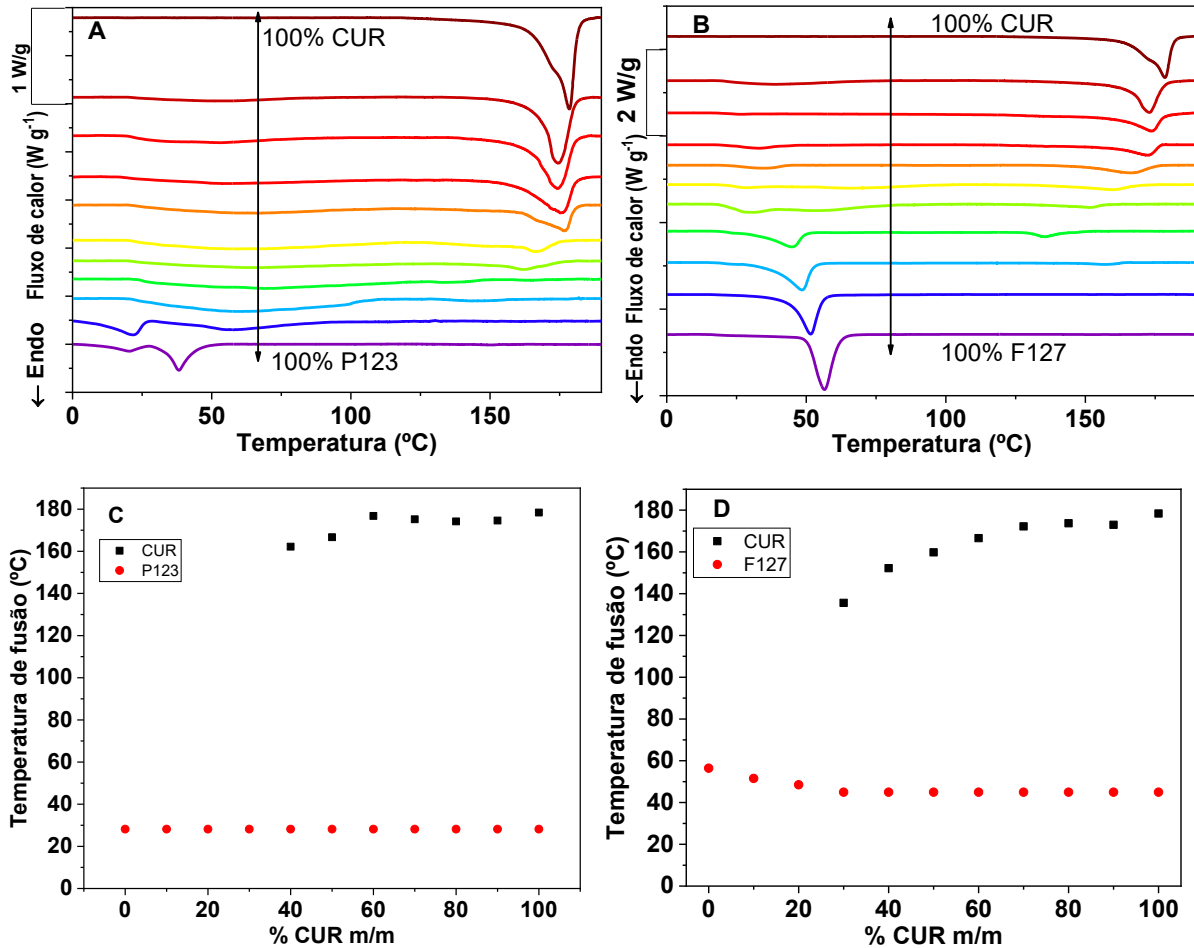 A
100% CUR
100% P123
1 W/g
← Endo Fluxo de calor (W g-1)
0 50 100 150
Temperatura (ºC)
B
100% CUR
100% F127
2 W/g
←Endo Fluxo de calor (W g-1)
0 50 100 150
Temperatura (ºC)
C
CUR
P123
Temperatura de fusão (ºC)
180
160
140
120
100
80
60
40
20
0
0 20 40 60 80 100
% CUR m/m
D
CUR
F127
Temperatura de fusão (ºC)
180
160
140
120
100
80
60
40
20
0
0 20 40 60 80 100
% CUR m/m